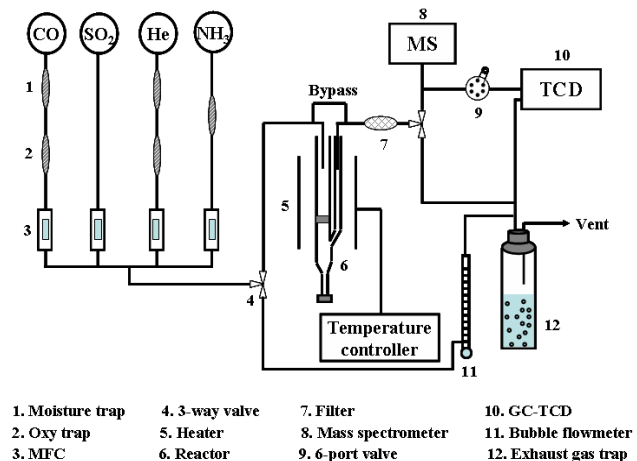 CO SO2 He NH3
8
MS
10
TCD
1
Bypass
9
7
2
5
3
Vent
6
4
12
Temperature
controller
11
1. Moisture trap 4. 3-way valve 7. Filter 10. GC-TCD
2. Oxy trap 5. Heater 8. Mass spectrometer 11. Bubble flowmeter
3. MFC 6. Reactor 9. 6-port valve 12. Exhaust gas trap